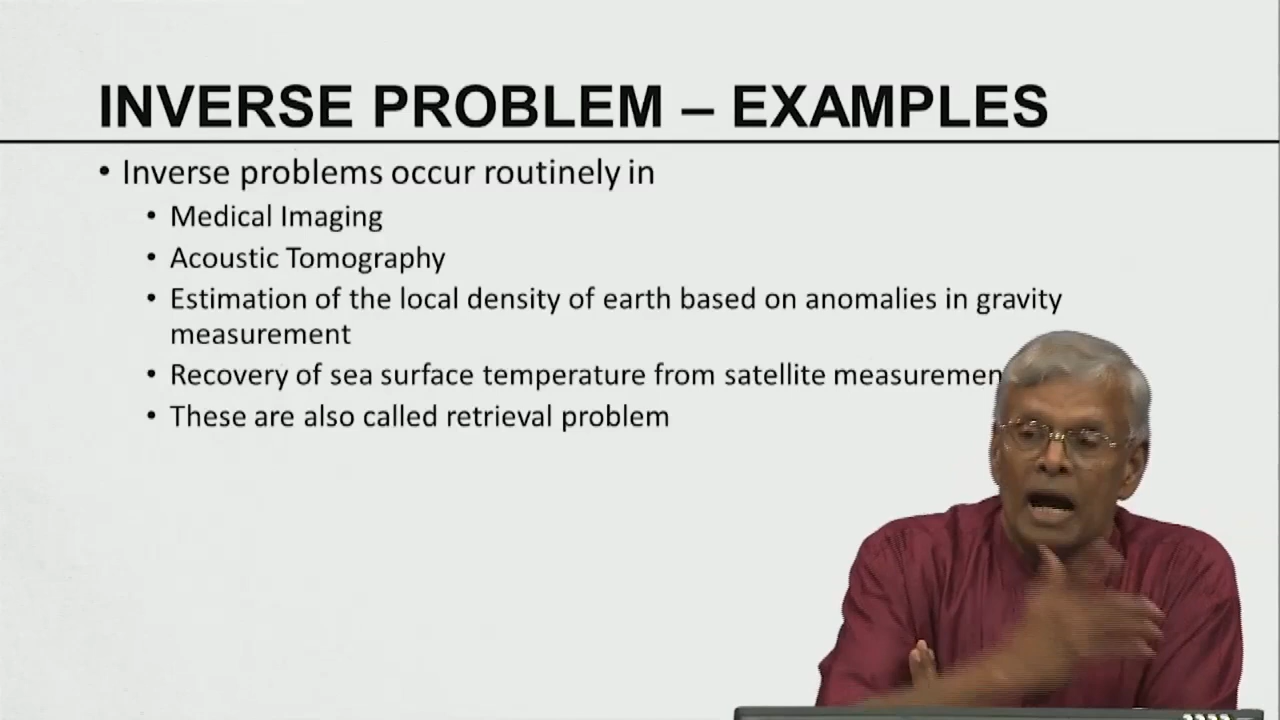 INVERSE PROBLEM – EXAMPLES
• Inverse problems occur routinely in
• Medical Imaging
• Acoustic Tomography
• Estimation of the local density of earth based on anomalies in gravity
measurement
• Recovery of sea surface temperature from satellite measuremen
• These are also called retrieval problem